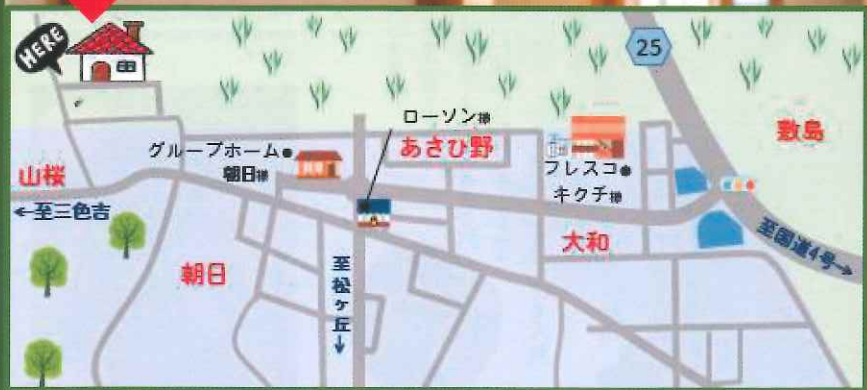 HERE
25
ローソン様
敷島
グループホーム
朝日様
あさひ野
フレスコ
キクチ様
山桜
←至三色吉
大和
至国道4号→
朝日
至松ヶ丘↓